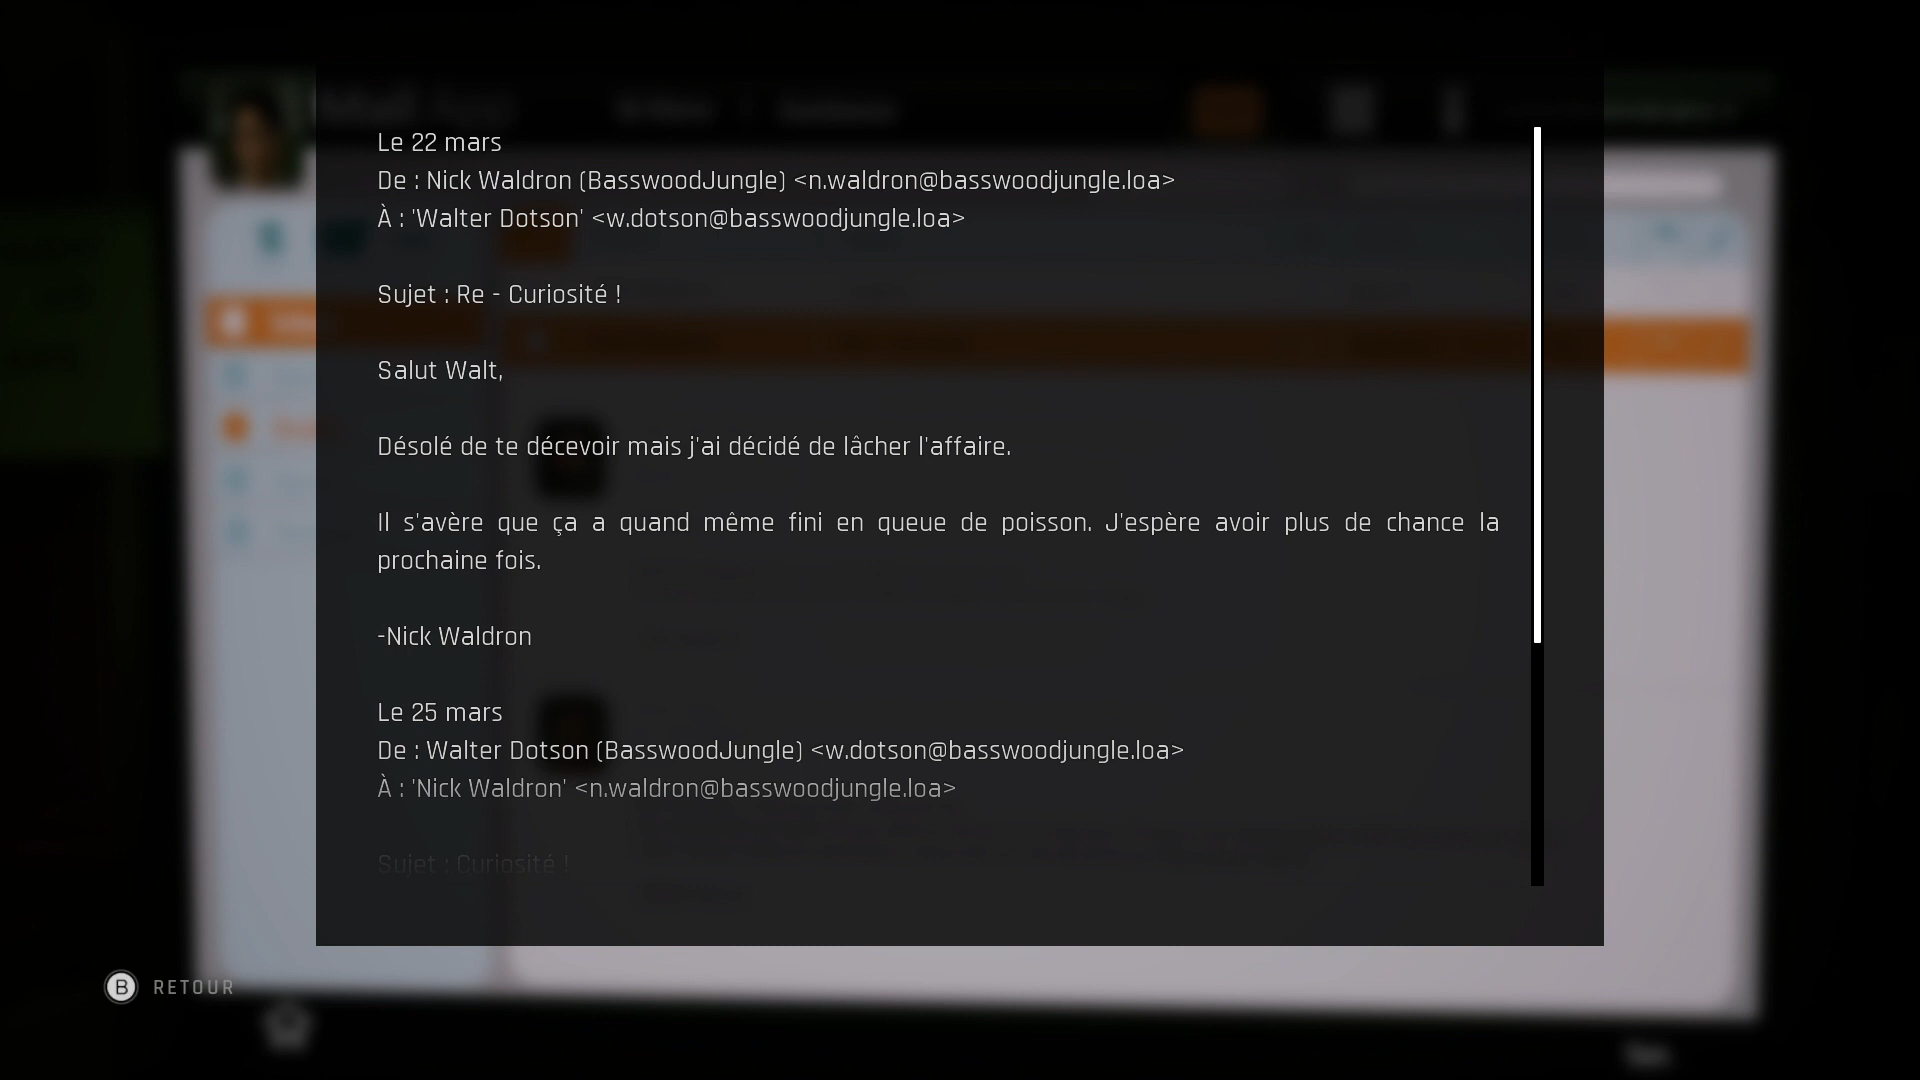 Le 22 mars
De : Nick Waldron (BasswoodJungle) <n.waldron@basswoodjungle.loa>
À : 'Walter Dotson' <w.dotson@basswoodjungle.loa>
Sujet : Re - Curiosité !
Salut Walt,
Désolé de te décevoir mais j'ai décidé de lâcher l'affaire.
Il s'avère que ça a quand même fini en queue de poisson. J'espère avoir plus de chance la
prochaine fois.
-Nick Waldron
Le 25 mars
De : Walter Dotson (BasswoodJungle) <w.dotson@basswoodjungle.loa>
À : 'Nick Waldron' <n.waldron@basswoodjungle.loa>
Sujet : Curiosité !
B RETOUR